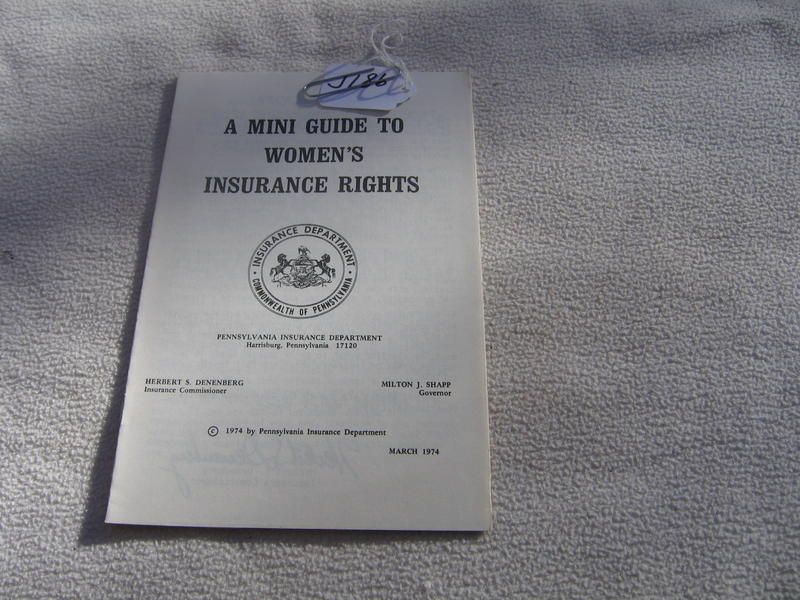 J186
A MINI GUIDE TO
WOMEN'S
INSURANCE RIGHTS
INSURANCE DEPARTMENT
COMMONWEALTH OF PENNSYLVANIA
PENNSYLVANIA INSURANCE DEPARTMENT
Harrisburg, Pennsylvania 17120
HERBERT S. DENENBERG
Insurance Commissioner
MILTON J. SHAPP
Governor
© 1974 by Pennsylvania Insurance Department
MARCH 1974